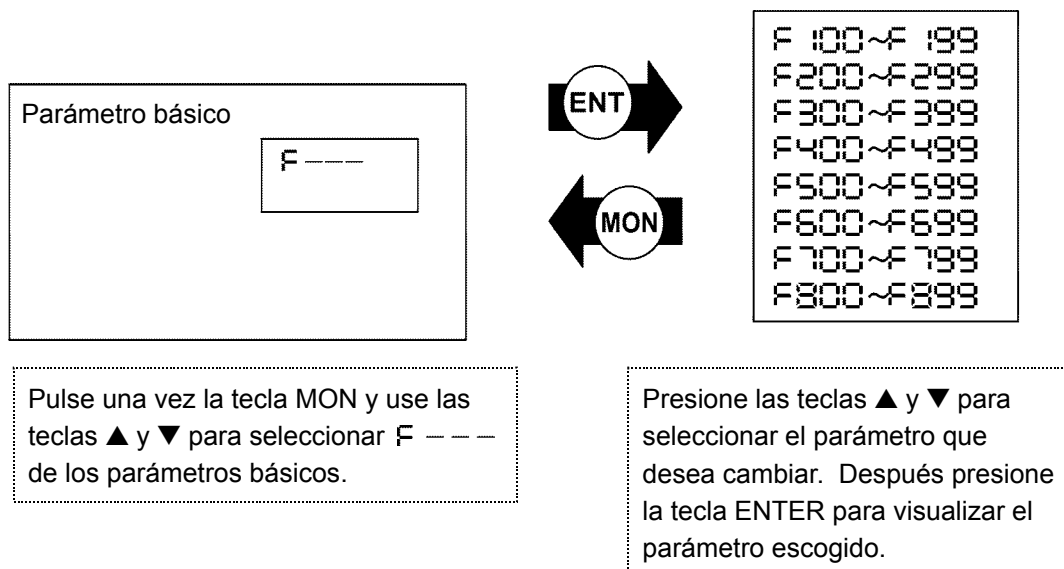 Parámetro básico
F---
ENT
MON
F100~F199
F200~F299
F300~F399
F400~F499
F500~F599
F600~F699
F700~F799
F800~F899
Pulse una vez la tecla MON y use las
teclas ▲ y ▼ para seleccionar F ---
de los parámetros básicos.
Presione las teclas ▲ y ▼ para
seleccionar el parámetro que
desea cambiar. Después presione
la tecla ENTER para visualizar el
parámetro escogido.